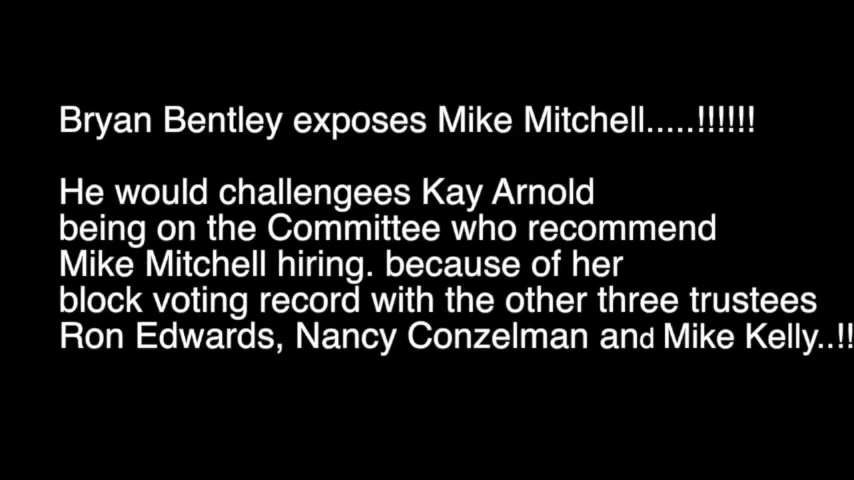 Bryan Bentley exposes Mike Mitchell.....!!!!!!
He would challengees Kay Arnold
being on the Committee who recommend
Mike Mitchell hiring. because of her
block voting record with the other three trustees
Ron Edwards, Nancy Conzelman and Mike Kelly..!!